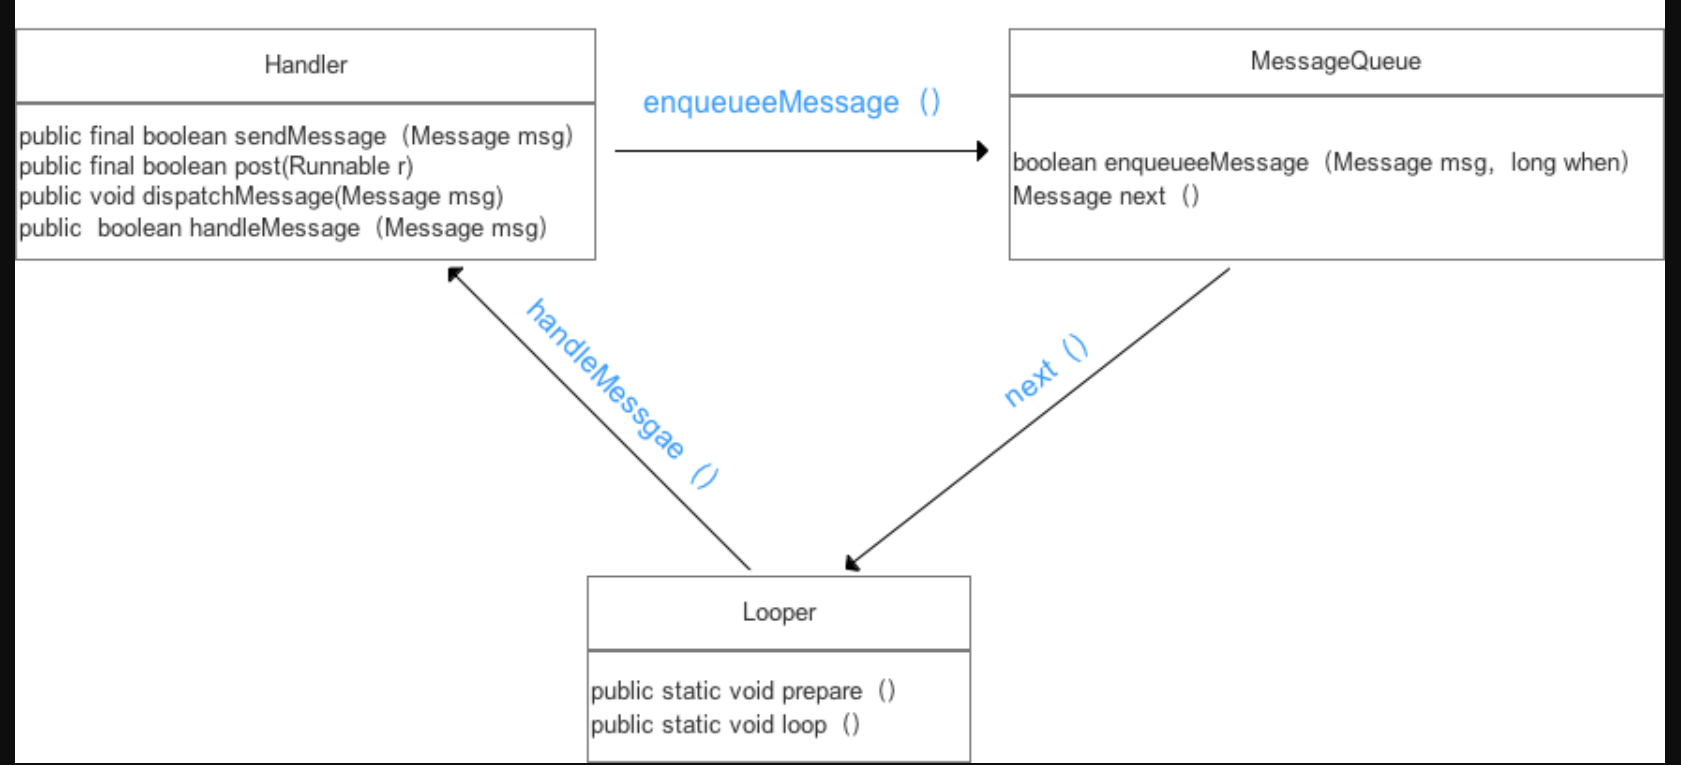 Handler
public final boolean sendMessage（Message msg）
public final boolean post(Runnable r)
public void dispatchMessage(Message msg)
public  boolean handleMessage（Message msg）
enqueueeMessage（）
MessageQueue
boolean enqueueeMessage（Message msg，long when）
Message next（）
handleMessgae（）
next（）
Looper
public static void prepare（）
public static void loop（）